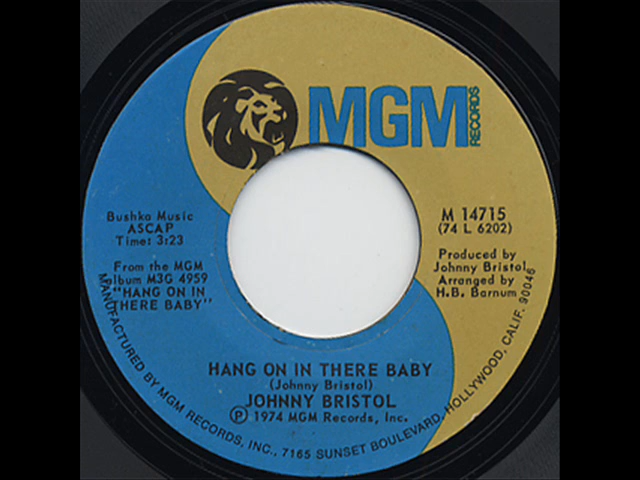 MGM
RECORDS
Bushka Music
ASCAP
Time: 3:23
From the MGM
Album M3G 4959
"HANG ON IN
THERE BABY"
M 14715
(74 L 6202)
Produced by
Johnny Bristol
Arranged by
H.B. Barnum
HANG ON IN THERE BABY
(Johnny Bristol)
JOHNNY BRISTOL
Ⓟ 1974 MGM Records, Inc.
MANUFACTURED BY MGM RECORDS, INC., 7165 SUNSET BOULEVARD, HOLLYWOOD, CALIF. 90046